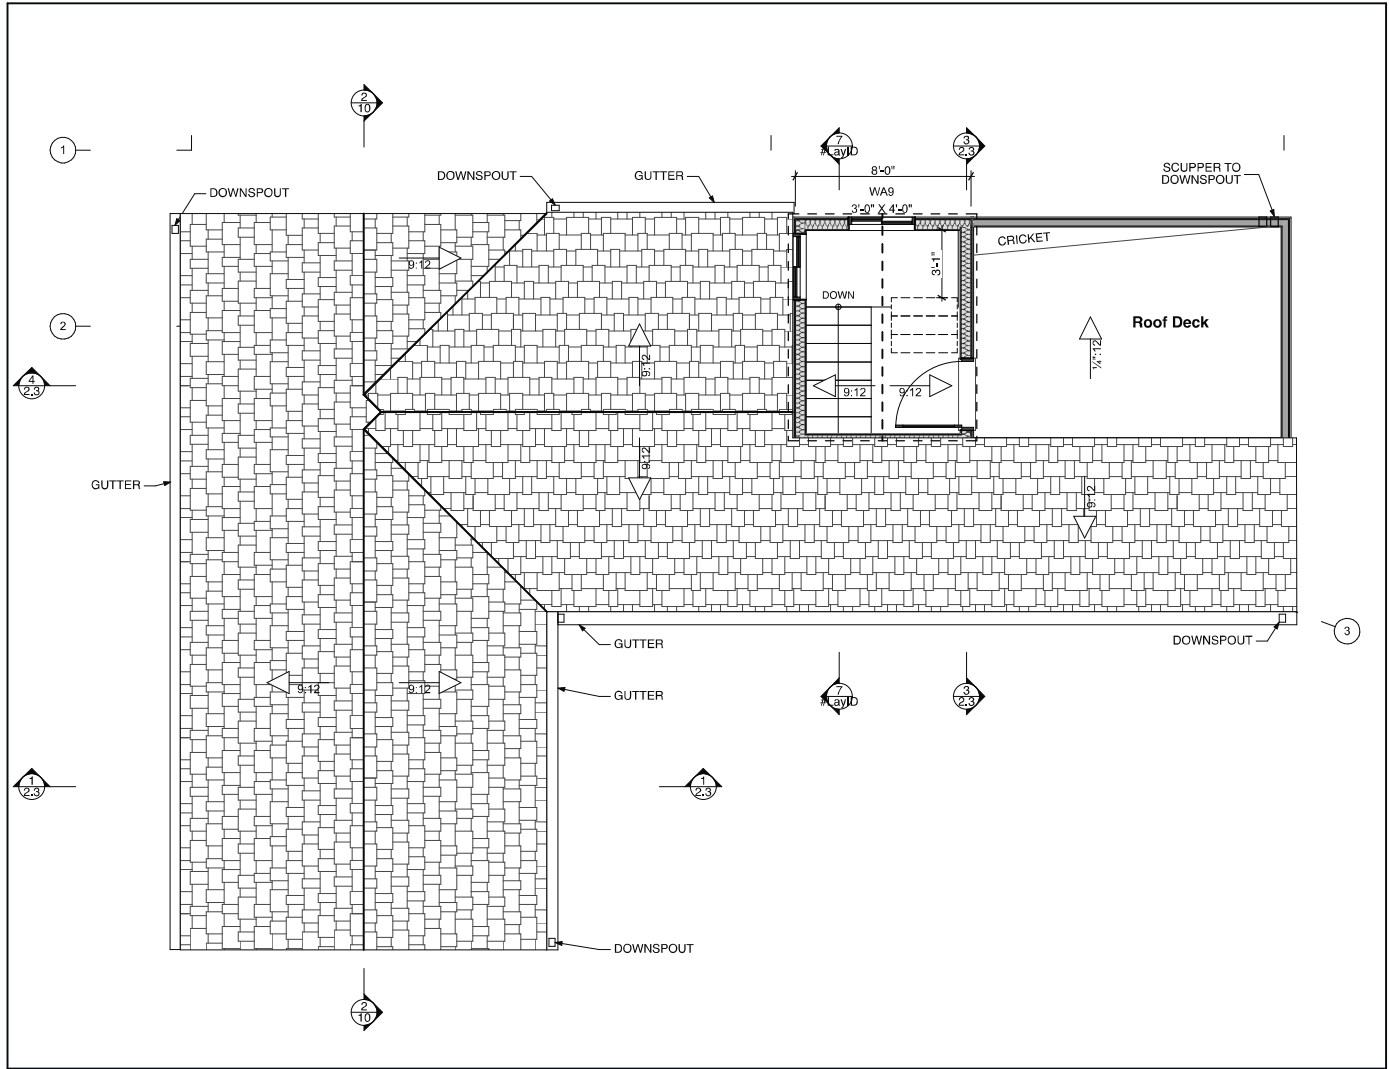 2
10
1
7
#LayID
3
2.3
SCUPPER TO
DOWNSPOUT
DOWNSPOUT
GUTTER
8'-0"
DOWNSPOUT
WA9
3'-0" X 4'-0"
CRICKET
9:12
3'-1"
DOWN
2
Roof Deck
1/4":12
9:12
4
2.3
9:12
9:12
9:12
9:12
GUTTER
GUTTER
DOWNSPOUT
3
9:12
9:12
GUTTER
7
#LayID
3
2.3
1
2.3
1
2.3
DOWNSPOUT
2
10